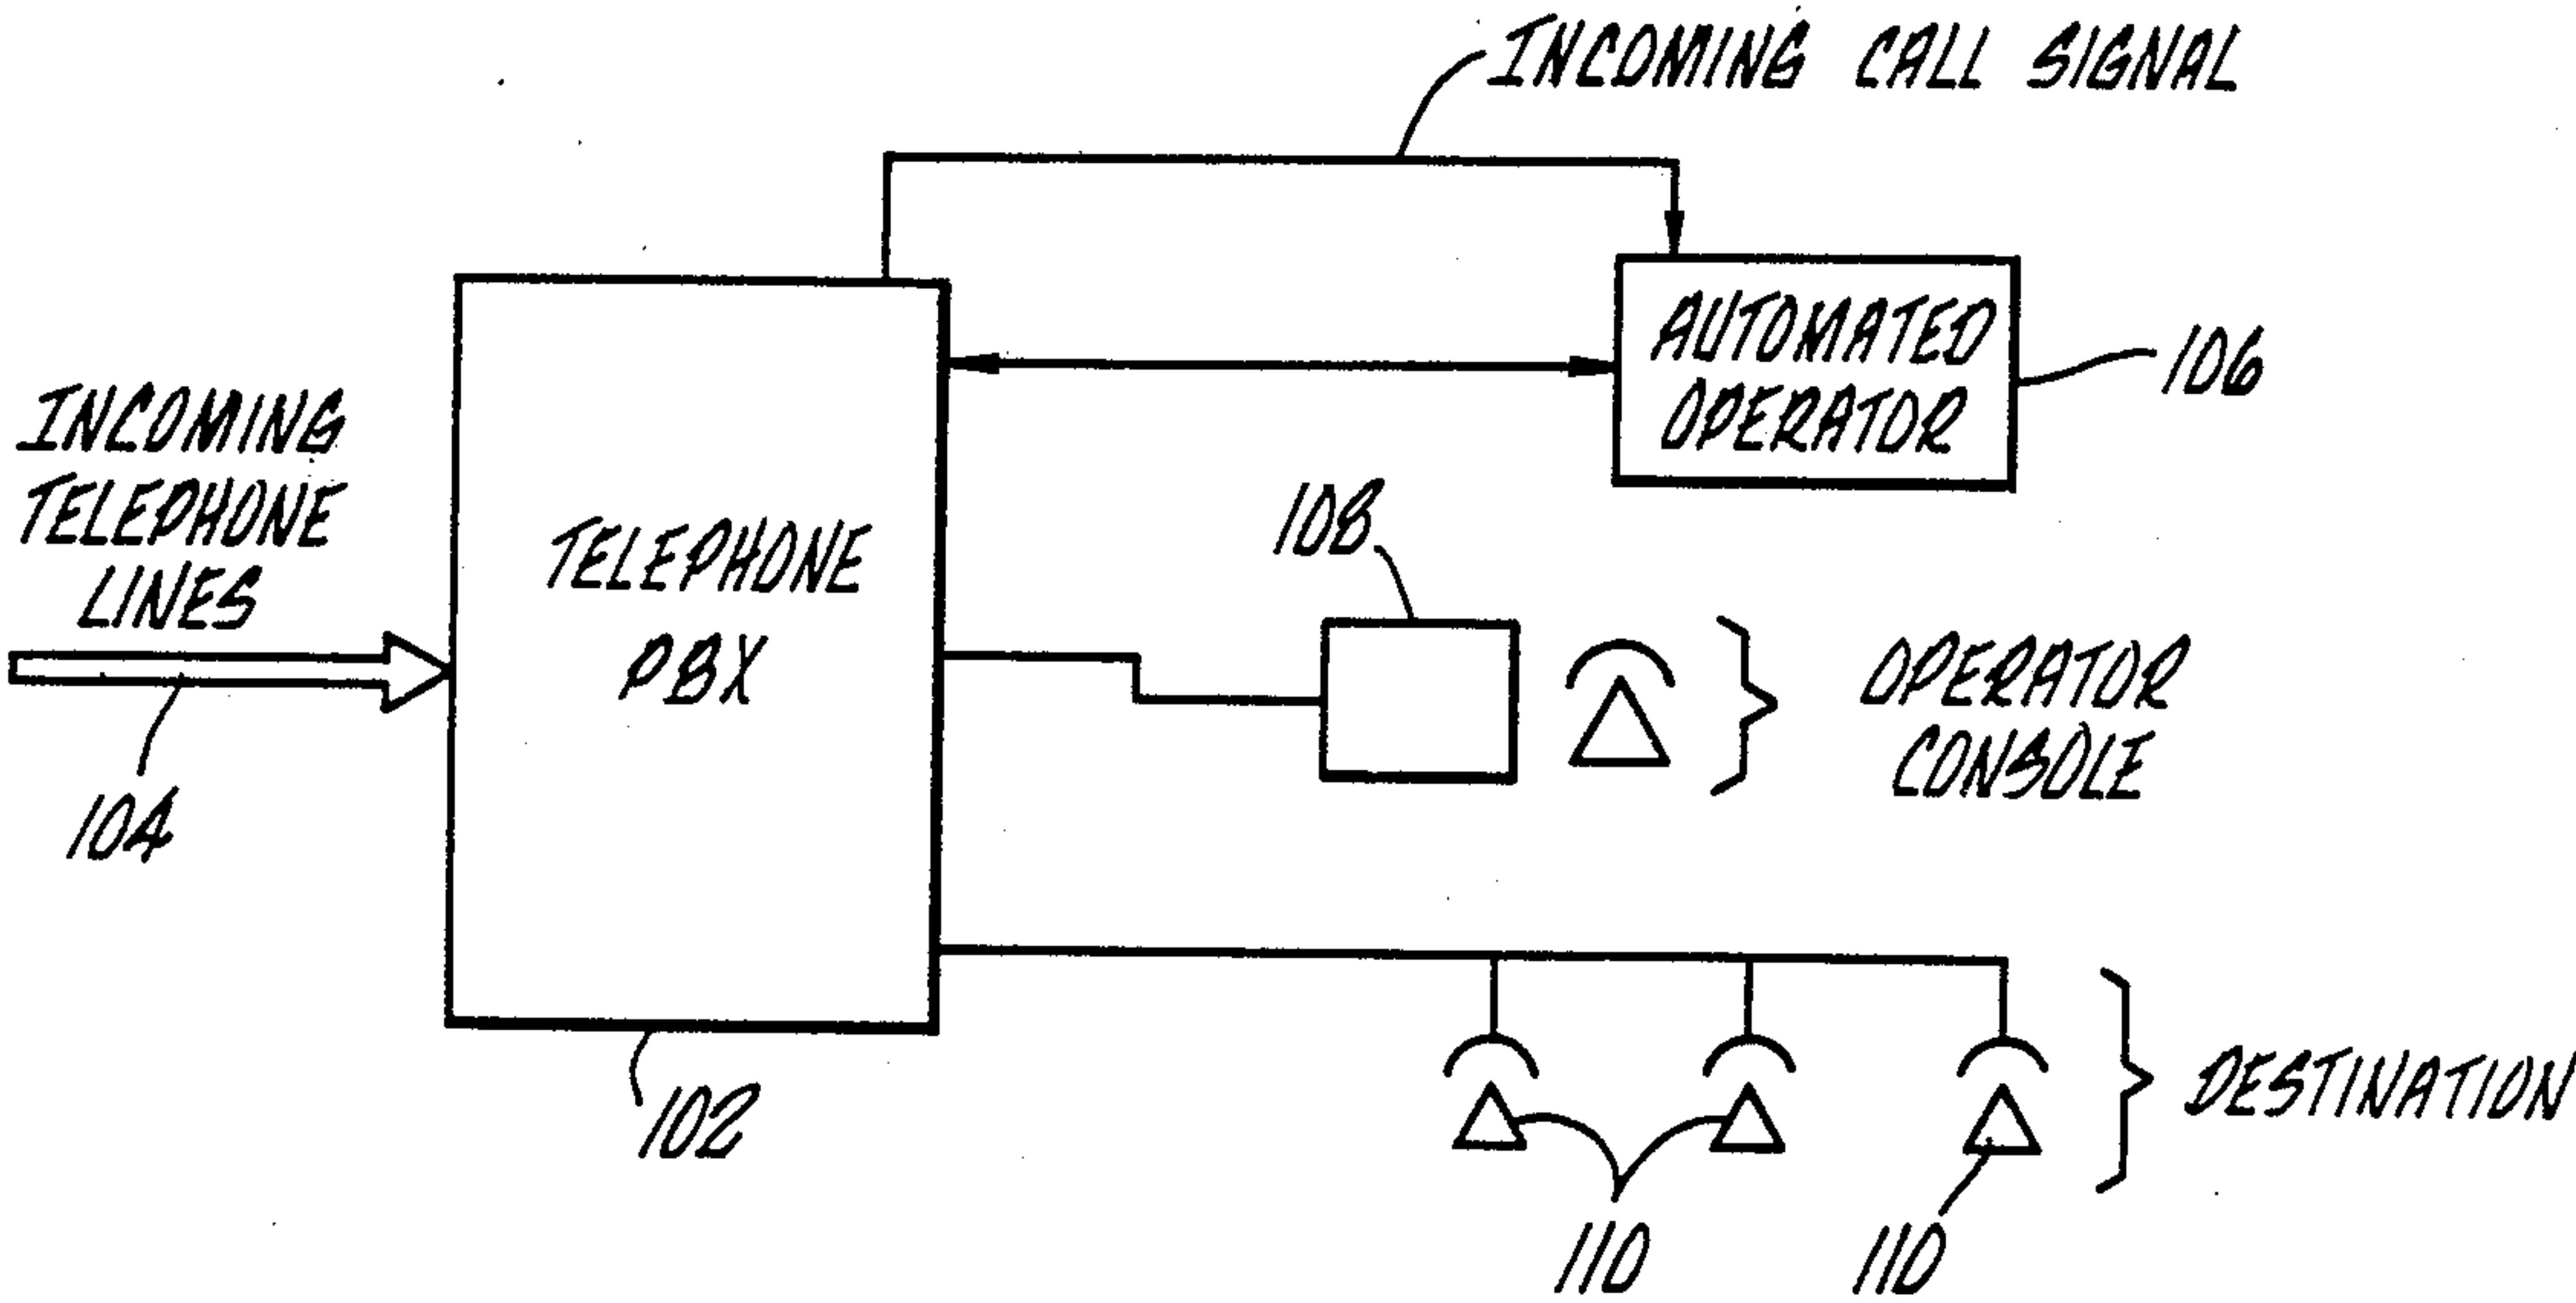 INCOMING CALL SIGNAL
AUTOMATED
OPERATOR
106
INCOMING
TELEPHONE
LINES
104
TELEPHONE
PBX
102
108
OPERATOR
CONSOLE
DESTINATION
110
110